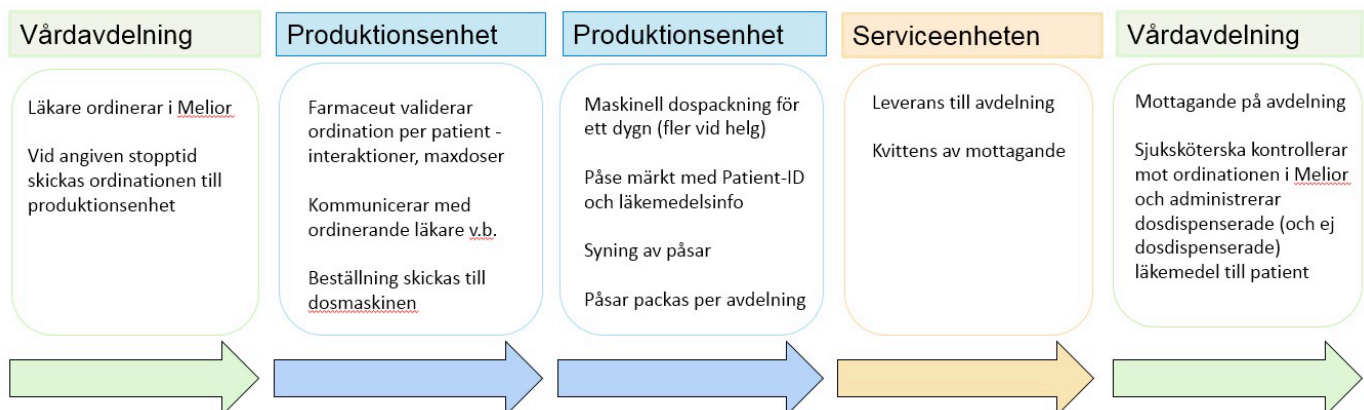 Vårdavdelning
Läkare ordinerar i Melior
Vid angiven stopptid
skickas ordinationen till
produktionsenhet
Produktionsenhet
Farmaceut validerar
ordination per patient -
interaktioner, maxdoser
Kommunicerar med
ordinerande läkare v.b.
Beställning skickas till
dosmaskinen
Produktionsenhet
Maskinell dospackning för
ett dygn (fler vid helg)
Påse märkt med Patient-ID
och läkemedelsinfo
Syning av påsar
Påsar packas per avdelning
Serviceenheten
Leverans till avdelning
Kvittens av mottagande
Vårdavdelning
Mottagande på avdelning
Sjuksköterska kontrollerar
mot ordinationen i Melior
och administrerar
dosdispenserade (och ej
dosdispenserade)
läkemedel till patient